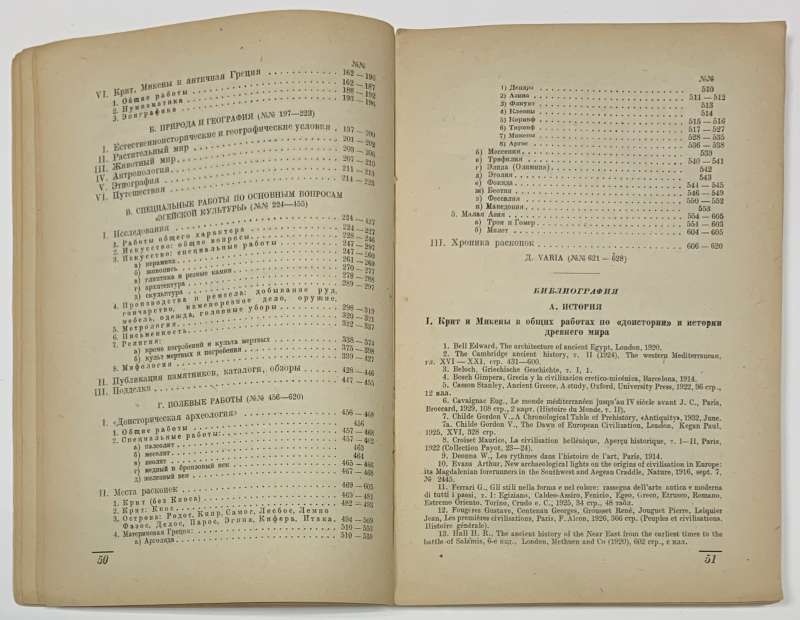 №№
VI. Крит, Микены и античная Греция 162—196
1. Общие работы 162—187
2. Нумизматика 188—192
3. Эпиграфика 193—196
Б. ПРИРОДА И ГЕОГРАФИЯ (№№ 197—223)
I. Естественноисторические и географические условия 197—200
II. Растительный мир 201—202
III. Животный мир 203—206
IV. Антропология 207—210
V. Этнография 211—213
VI. Путешествия 214—223
В. СПЕЦИАЛЬНЫЕ РАБОТЫ ПО ОСНОВНЫМ ВОПРОСАМ
«ЭГЕЙСКОЙ КУЛЬТУРЫ» (№№ 224—455)
I. Исследования 224—427
1. Работы общего характера 224—227
2. Искусство: общие вопросы 228—246
3. Искусство: специальные работы 247—297
а) керамика 247—260
б) живопись 261—269
в) глиптика и резные камни 270—277
г) архитектура 278—288
д) скульптура 289—297
4. Производства и ремесла: добывание руд,
гончарство, каменорезное дело, оружие,
мебель, одежда, головные уборы 298—319
5. Метрология 320—321
6. Письменность 322—337
7. Религия:
а) кроме погребений и культа мертвых 338—374
б) культ мертвых и погребения 375—398
8. Мифология 399—427
II. Публикации памятников, каталоги, обзоры 428—446
III. Подделки 447—455
Г. ПОЛЕВЫЕ РАБОТЫ (№№ 456—620)
I. «Доисторическая археология» 456—468
1. Общие работы 456
2. Специальные работы: 457—468
а) палеолит 457—462
б) мезолит 463
в) неолит 464
г) медный и бронзовый век 465—466
д) железный век 467—468
II. Места раскопок 469—605
1. Крит (без Кноса) 469—481
2. Крит: Кнос 482—493
3. Острова: Родос, Кипр, Самос, Лесбос, Лемно
Фазос, Делос, Парос, Эгина, Кифера, Итака 494—509
4. Материковая Греция: 510—553
а) Арголида 510—538
50
№№
1) Дендра 510
2) Азина 511—512
3) Фликут 513
4) Клеоны 514
5) Коринф 515—516
6) Тиринф 517—527
7) Микены 528—535
8) Аргос 536—538
б) Мессения 539
в) Трифилия 540—541
г) Элида (Олимпия) 542
д) Этолия 543
е) Фокида 544—545
ж) Беотия 546—549
з) Фессалия 550—552
и) Македония 553
5. Малая Азия 554—605
а) Троя и Гомер 554—603
б) Милет 604—605
III. Хроника раскопок 606—620
Д. VARIA (№№ 621—628)
БИБЛИОГРАФИЯ
А. ИСТОРИЯ
I. Крит и Микены в общих работах по «доистории» и истории
древнего мира
1. Bell Edward, The architecture of ancient Egypt, London, 1920.
2. The Cambridge ancient history, т. II (1924), The western Mediterranean,
гл. XVI—XXI, стр. 431—600.
3. Beloch, Griechische Geschichte, т. I, 1.
4. Bosch Gimpera, Grecia y la civilizacion cretico-micénica, Barcelona, 1914.
5. Casson Stanley, Ancient Greece, A study, Oxford, University Press, 1922, 96 стр.,
12 илл.
6. Cavaignac Eug., Le monde méditerranéen jusqu'au IV siècle avant J. C., Paris,
Broccard, 1929, 108 стр., 2 карт. (Histoire du Monde, т. II).
7. Childe Gordon V., A Chronological Table of Prehistory, «Antiquity», 1932, June.
7a. Childe Gordon V., The Dawn of European Civilization, London, Kegan Paul,
1925, XVI, 328 стр.
8. Croiset Maurice, La civilisation hellénique, Aperçu historique, т. I—II, Paris,
1922 (Collection Payot, 23—24).
9. Deonna W., Les rythmes dans l'histoire de l'art, Paris, 1914.
10. Evans Arthur, New archaeological lights on the origins of civilisation in Europe:
its Magdalenian forerunners in the Southwest and Aegean Craddle, Nature, 1916, sept. 7,
№ 2445.
11. Ferrari G., Gli stili nella forma e nel colore: rassegna dell'arte antica e moderna
di tutti i paesi, т. I: Egiziano, Caldeo-Assiro, Fenicio, Egeo, Greco, Etrusco, Romano,
Estremo Oriente, Torino, Crudo e. C., 1925, 34 стр., 48 табл.
12. Fougères Gustave, Contenau Georges, Grousset René, Jouguet Pierre, Lesquier
Jean, Les premières civilisations, Paris, F. Alcan, 1926, 366 стр. (Peuples et civilisations.
Histoire générale).
13. Hall H. R., The ancient history of the Near East from the earliest times to the
battle of Salamis, 6-е изд., London, Methuen and Co (1920), 602 стр., с илл.
51